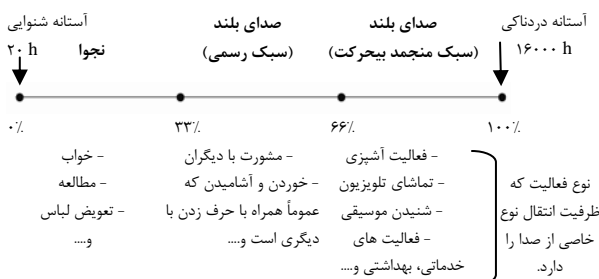 آستانه شنوایی
۲۰ h
نجوا
صدای بلند
(سبک رسمی)
صدای بلند
(سبک منجمد بیحرکت)
آستانه دردناکی
۱۶۰۰۰ h
۰٪
۳۳٪
۶۶٪
۱۰۰٪
- خواب
- مطالعه
- تعویض لباس
و....
- مشورت با دیگران
- خوردن و آشامیدن که
عموماً همراه با حرف زدن با
دیگری است و....
- فعالیت آشپزی
- تماشای تلویزیون
- شنیدن موسیقی
- فعالیت های
خدماتی، بهداشتی و....
نوع فعالیت که
ظرفیت انتقال نوع
خاصی از صدا را
دارد.